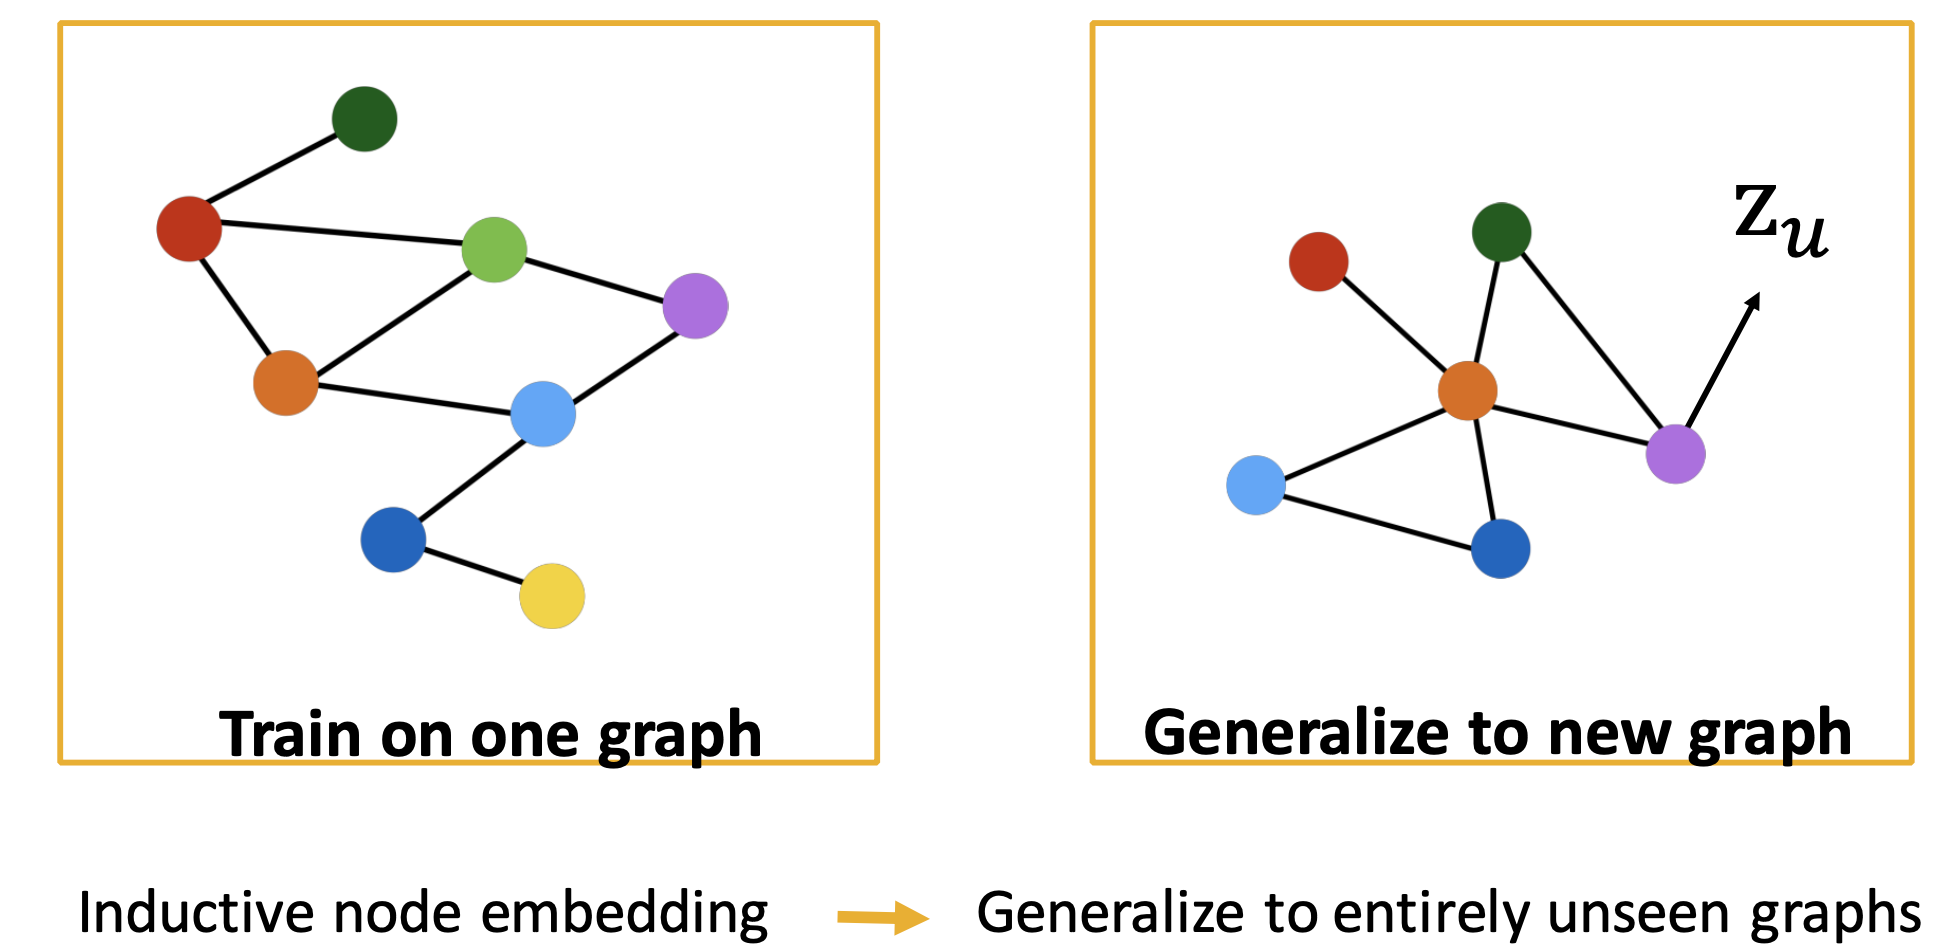 z_u
Train on one graph
Generalize to new graph
Inductive node embedding
Generalize to entirely unseen graphs